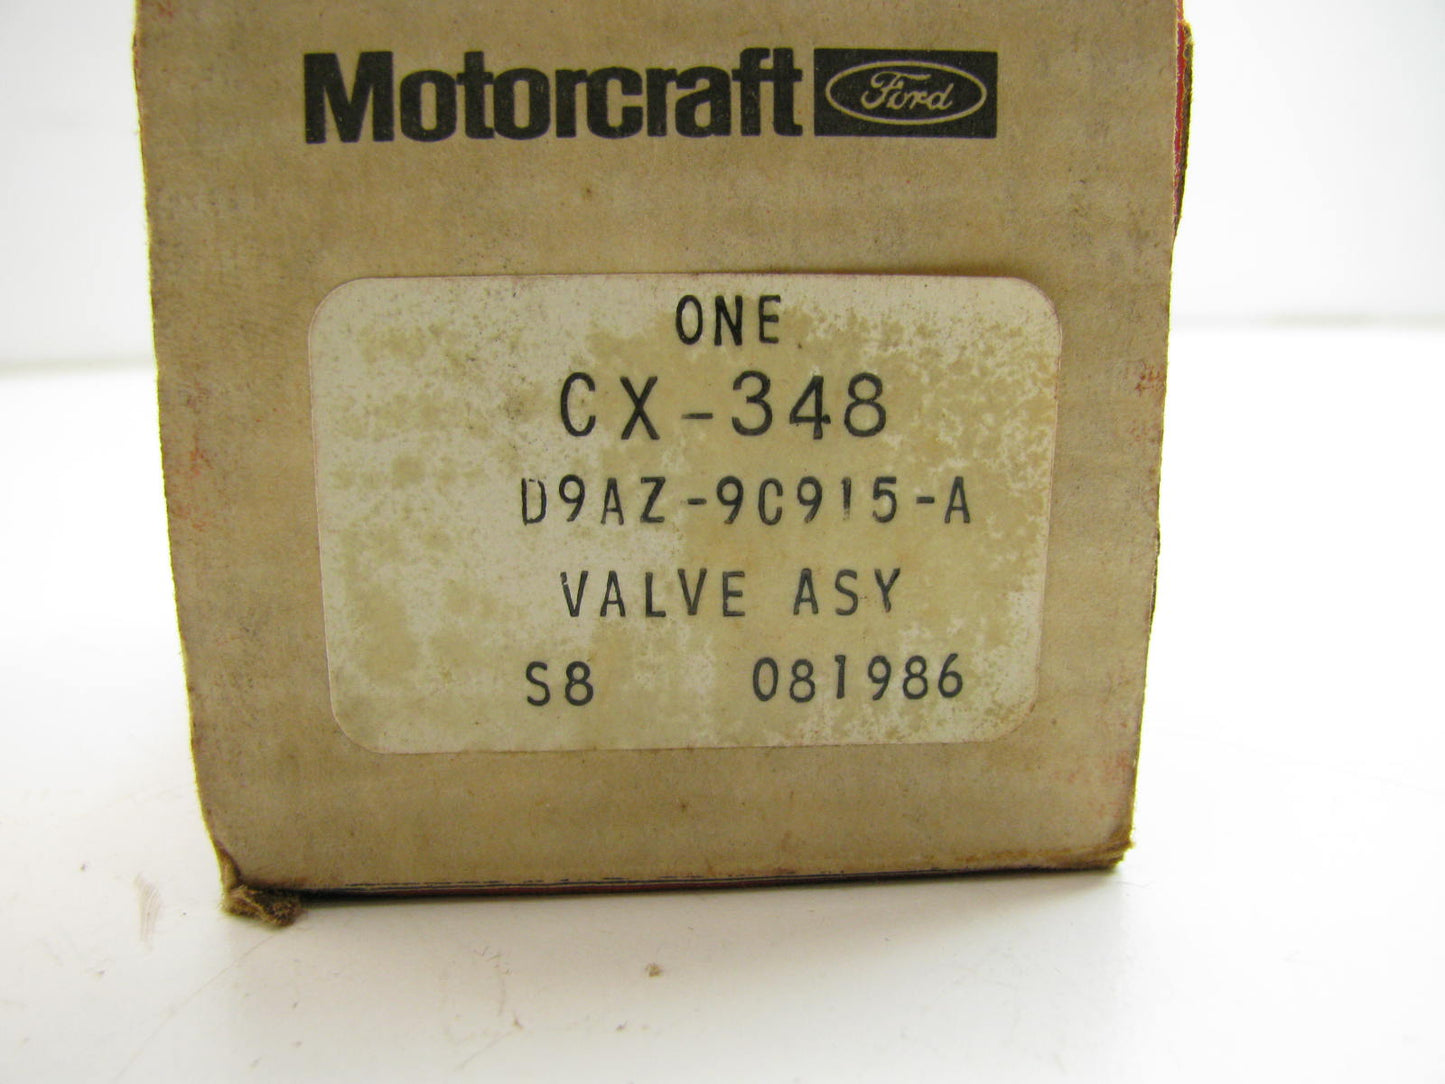 Motorcraft Ford
ONE
CX-348
D9AZ-9C915-A
VALVE ASY
S8 081986